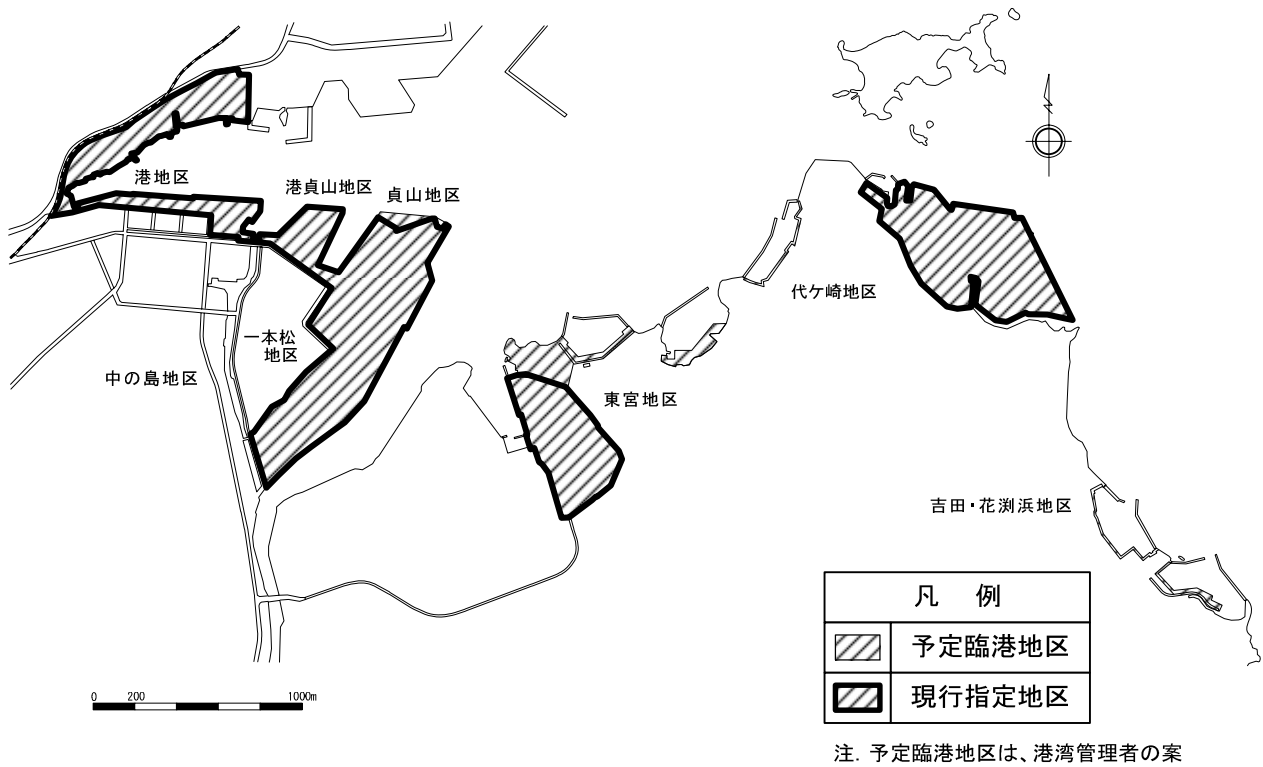 港地区
港貞山地区
貞山地区
代ケ崎地区
一本松
地区
中の島地区
東宮地区
吉田・花渕浜地区
凡 例
予定臨港地区
現行指定地区
0 200 1000m
注. 予定臨港地区は、港湾管理者の案